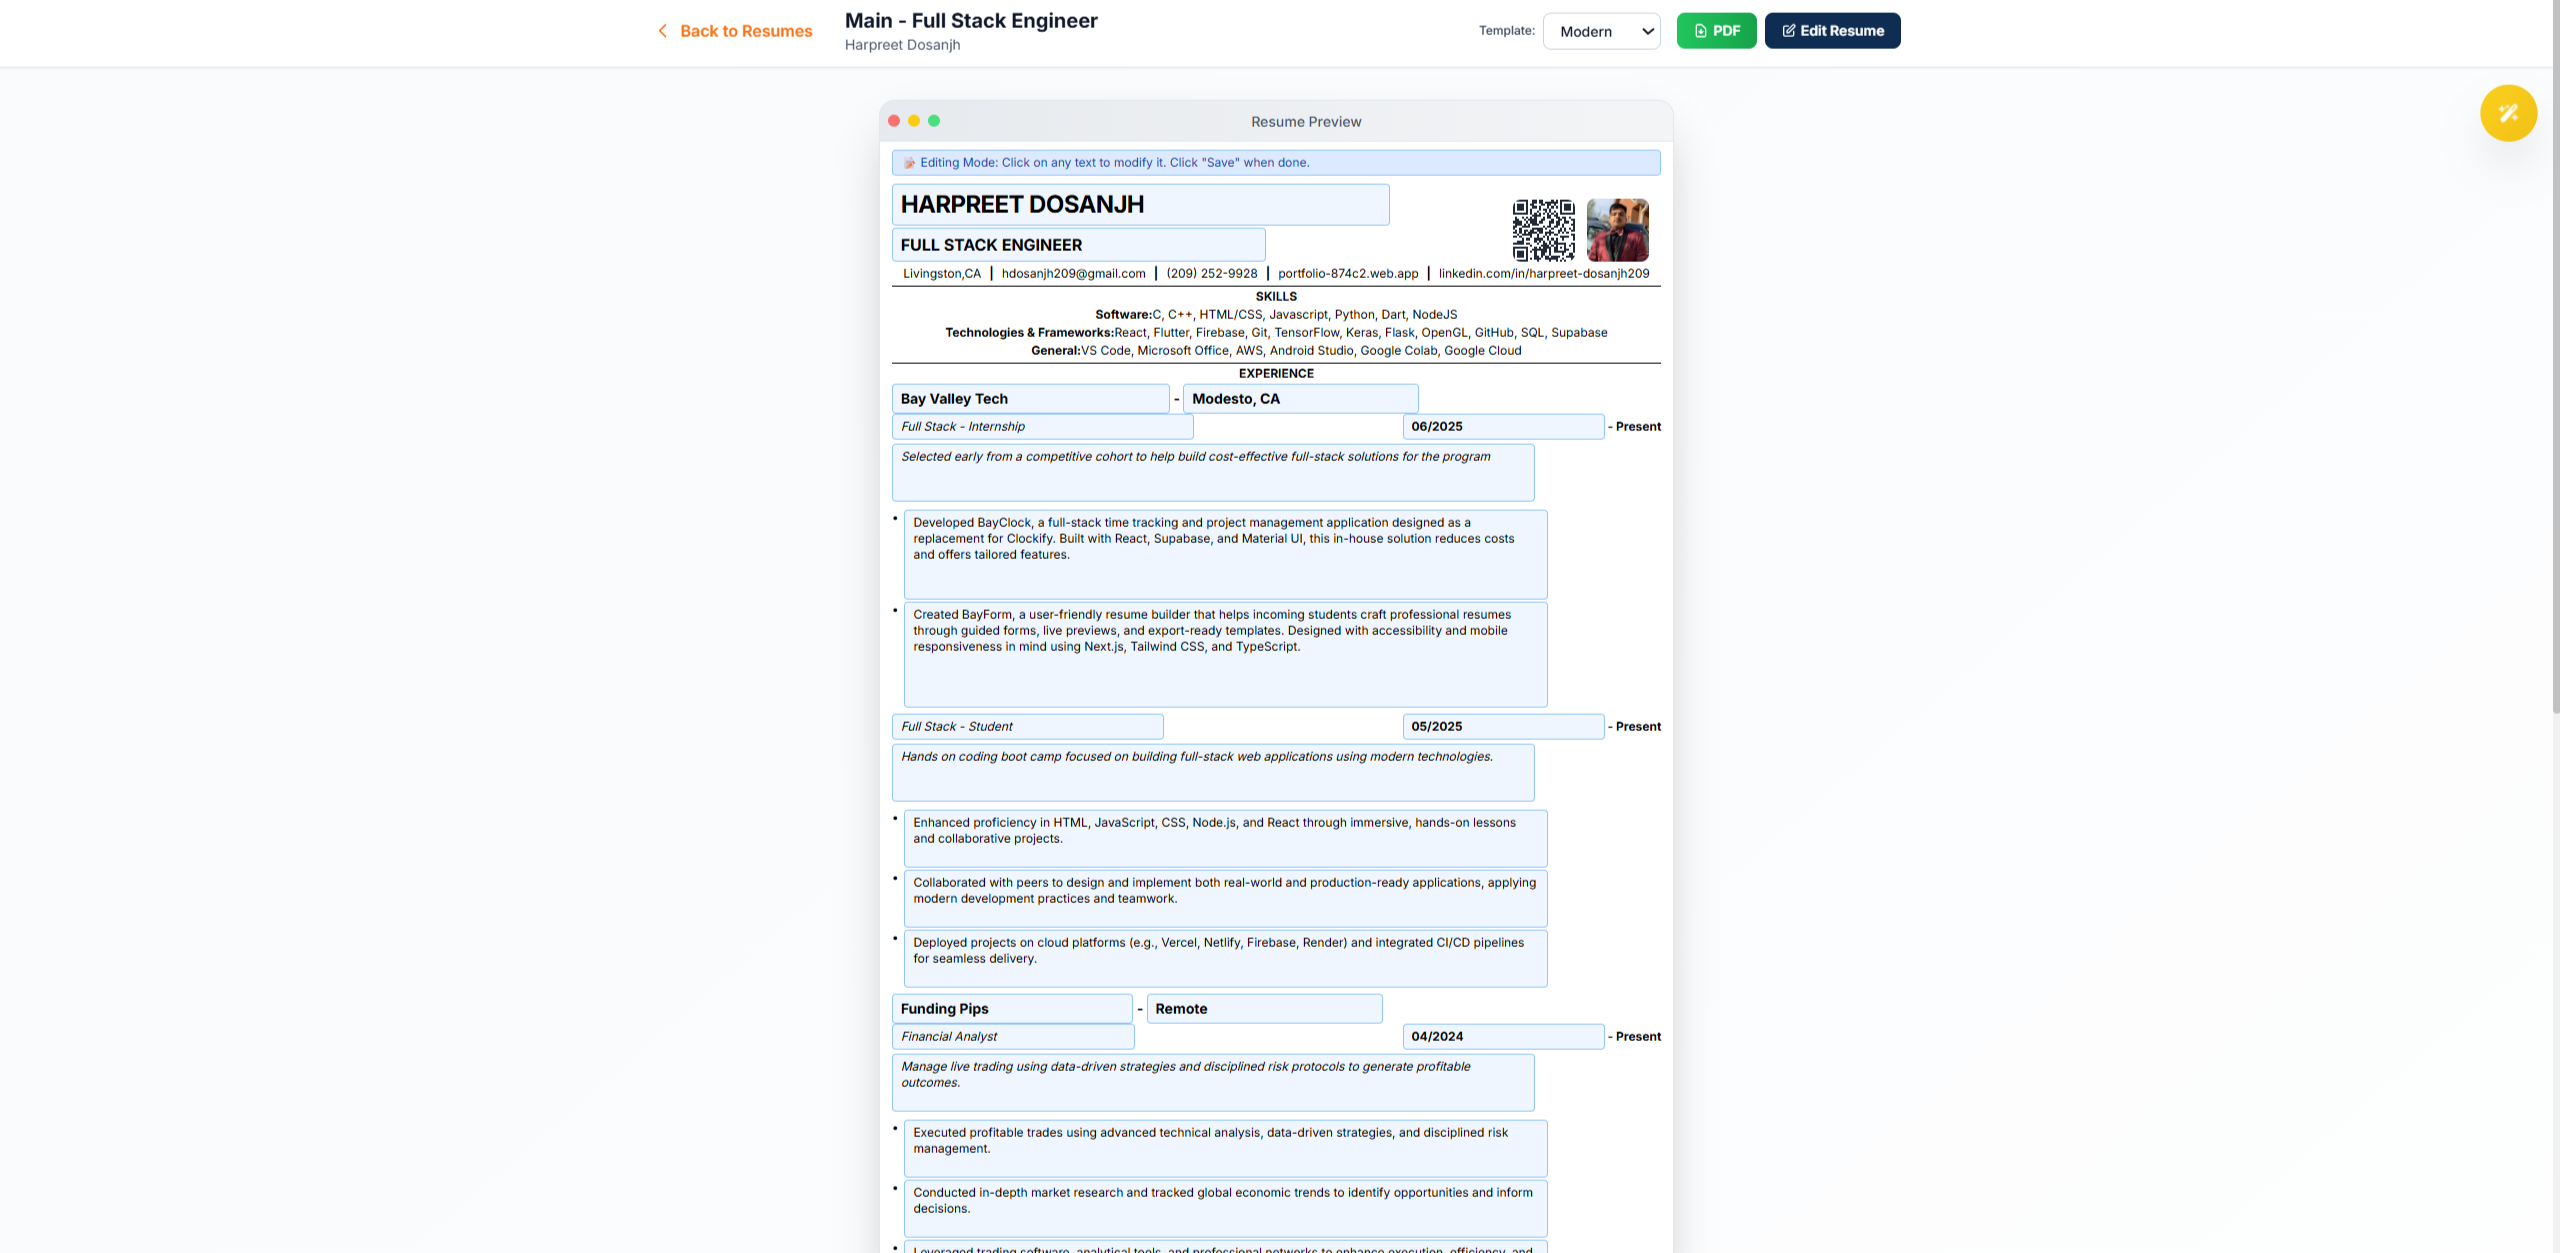 Back to Resumes
Main - Full Stack Engineer
Harpreet Dosanjh
Template:
Modern
PDF
Edit Resume
Resume Preview
Editing Mode: Click on any text to modify it. Click "Save" when done.
HARPREET DOSANJH
FULL STACK ENGINEER
Livingston,CA | hdosanjh209@gmail.com | (209) 252-9928 | portfolio-874c2.web.app | linkedin.com/in/harpreet-dosanjh209
SKILLS
Software:C, C++, HTML/CSS, Javascript, Python, Dart, NodeJS
Technologies & Frameworks:React, Flutter, Firebase, Git, TensorFlow, Keras, Flask, OpenGL, GitHub, SQL, Supabase
General:VS Code, Microsoft Office, AWS, Android Studio, Google Colab, Google Cloud
EXPERIENCE
Bay Valley Tech - Modesto, CA
Full Stack - Internship 06/2025 - Present
Selected early from a competitive cohort to help build cost-effective full-stack solutions for the program
• Developed BayClock, a full-stack time tracking and project management application designed as a
replacement for Clockify. Built with React, Supabase, and Material UI, this in-house solution reduces costs
and offers tailored features.
• Created BayForm, a user-friendly resume builder that helps incoming students craft professional resumes
through guided forms, live previews, and export-ready templates. Designed with accessibility and mobile
responsiveness in mind using Next.js, Tailwind CSS, and TypeScript.
Full Stack - Student 05/2025 - Present
Hands on coding boot camp focused on building full-stack web applications using modern technologies.
• Enhanced proficiency in HTML, JavaScript, CSS, Node.js, and React through immersive, hands-on lessons
and collaborative projects.
• Collaborated with peers to design and implement both real-world and production-ready applications, applying
modern development practices and teamwork.
• Deployed projects on cloud platforms (e.g., Vercel, Netlify, Firebase, Render) and integrated CI/CD pipelines
for seamless delivery.
Funding Pips - Remote
Financial Analyst 04/2024 - Present
Manage live trading using data-driven strategies and disciplined risk protocols to generate profitable
outcomes.
• Executed profitable trades using advanced technical analysis, data-driven strategies, and disciplined risk
management.
• Conducted in-depth market research and tracked global economic trends to identify opportunities and inform
decisions.
• Leveraged trading software, analytical tools, and professional networks to enhance execution, efficiency, and